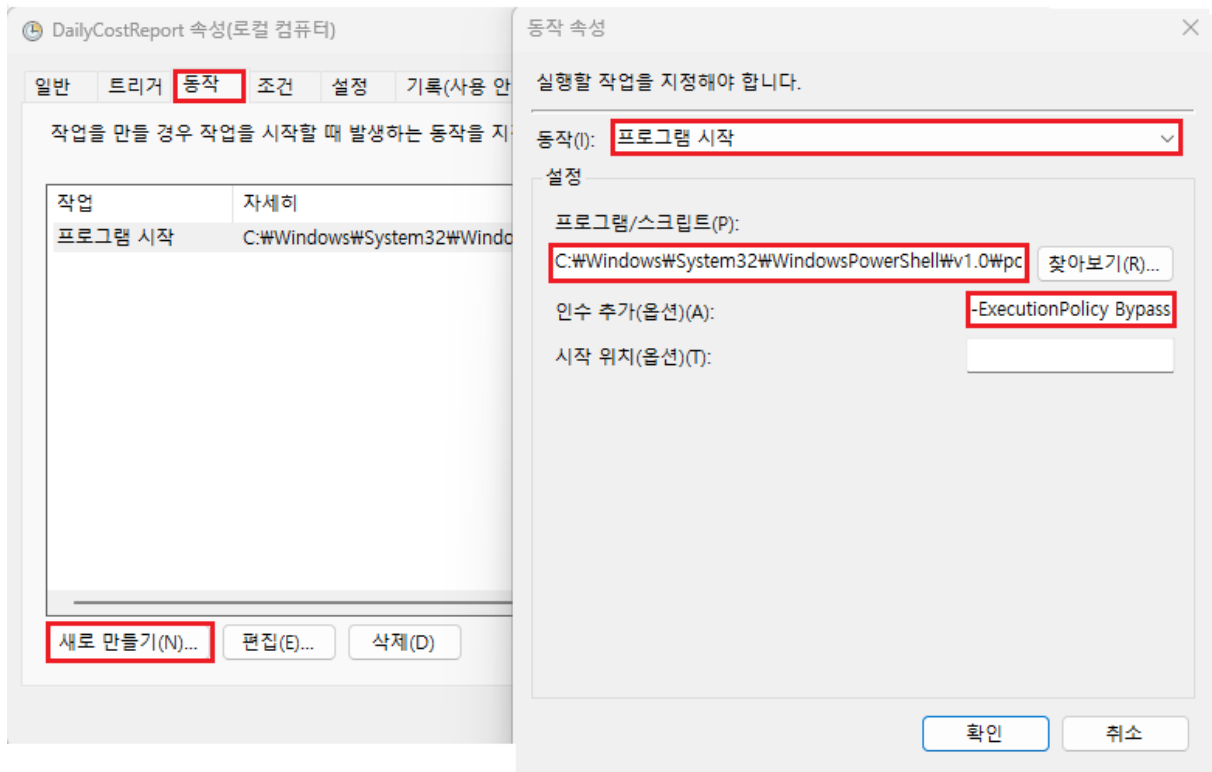 DailyCostReport 속성(로컬 컴퓨터)
일반 트리거 동작 조건 설정 기록(사용 안
작업을 만들 경우 작업을 시작할 때 발생하는 동작을
작업 자세히
프로그램 시작 C:₩Windows₩System32₩Windo
새로 만들기(N)... 편집(E)... 삭제(D)
동작 속성
실행할 작업을 지정해야 합니다.
동작(I): 프로그램 시작
설정
프로그램/스크립트(P):
C:₩Windows₩System32₩WindowsPowerShell₩v1.0₩pc 찾아보기(R)...
인수 추가(옵션)(A): -ExecutionPolicy Bypass
시작 위치(옵션)(T):
확인 취소